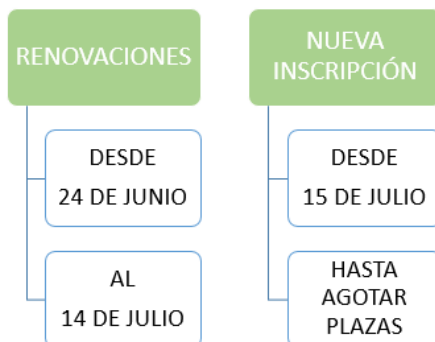 RENOVACIONES
DESDE
24 DE JUNIO
AL
14 DE JULIO
NUEVA
INSCRIPCIÓN
DESDE
15 DE JULIO
HASTA
AGOTAR
PLAZAS